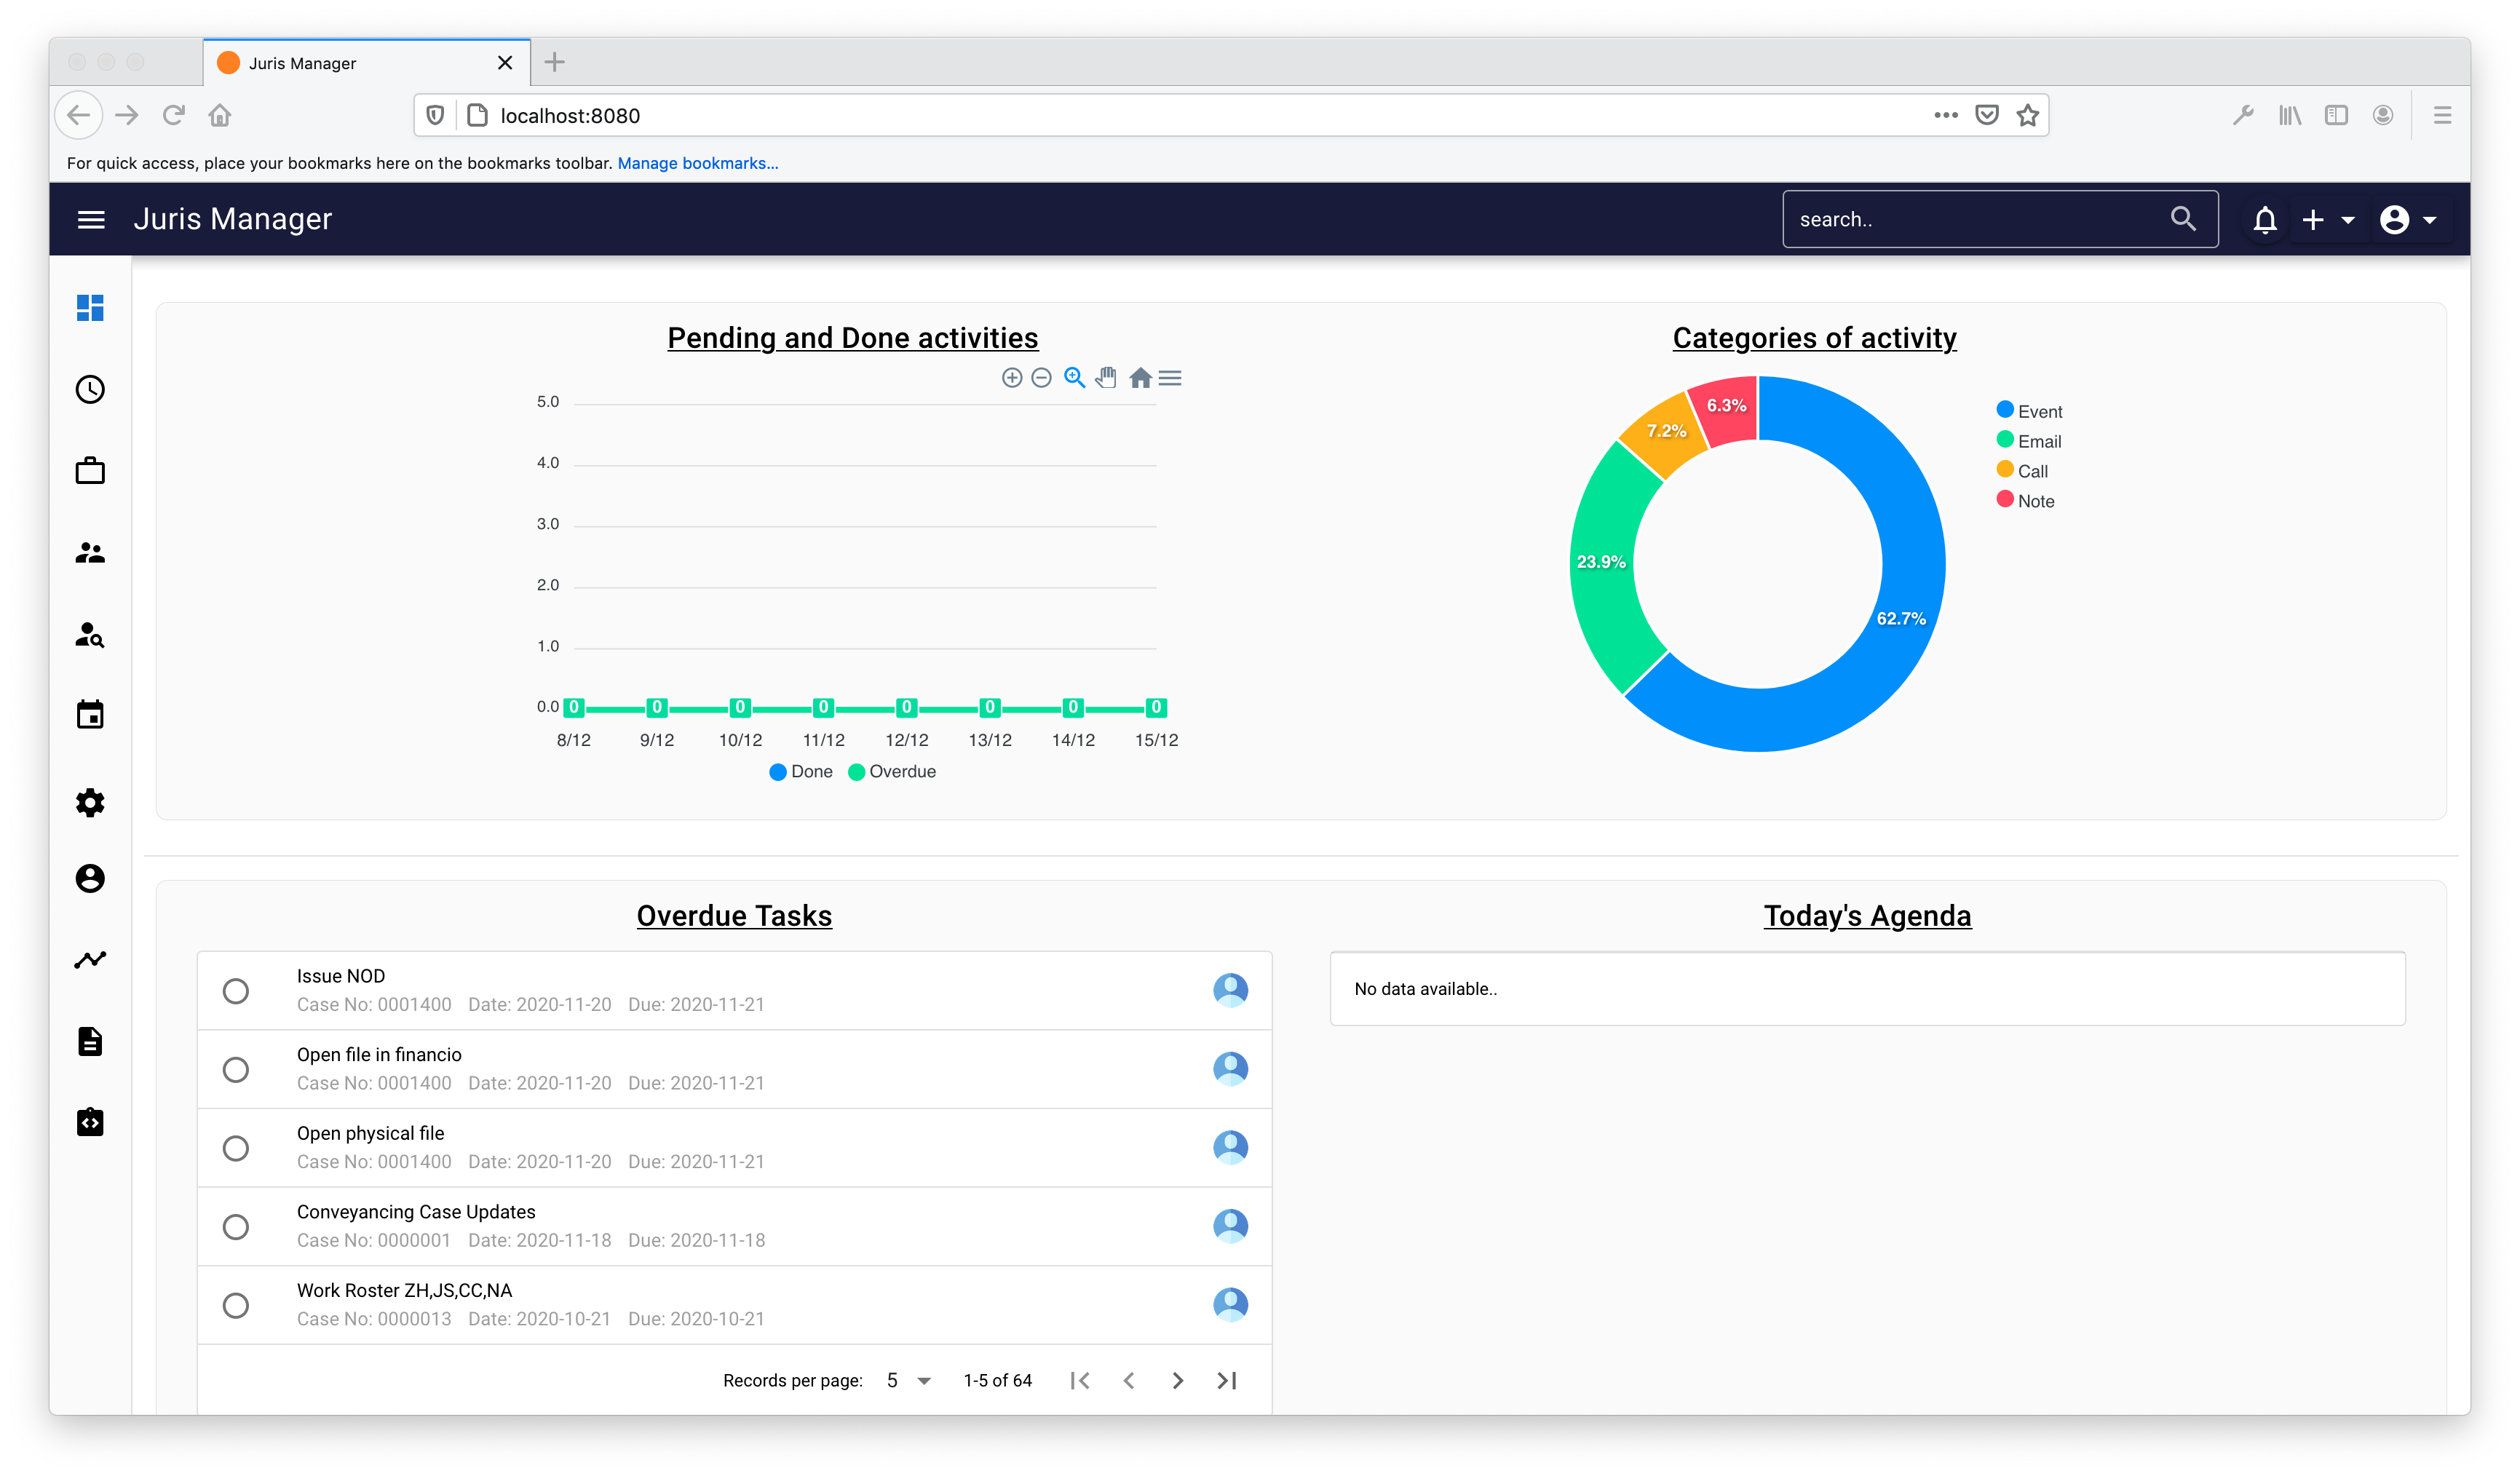 Juris Manager
localhost:8080
For quick access, place your bookmarks here on the bookmarks toolbar. Manage bookmarks...
Juris Manager
search..
Pending and Done activities
5.0
4.0
3.0
2.0
1.0
0.0 0 0 0 0 0 0 0 0
8/12 9/12 10/12 11/12 12/12 13/12 14/12 15/12
Done Overdue
Categories of activity
6.3%
7.2%
23.9%
62.7%
Event
Email
Call
Note
Overdue Tasks
Issue NOD
Case No: 0001400 Date: 2020-11-20 Due: 2020-11-21
Open file in financio
Case No: 0001400 Date: 2020-11-20 Due: 2020-11-21
Open physical file
Case No: 0001400 Date: 2020-11-20 Due: 2020-11-21
Conveyancing Case Updates
Case No: 0000001 Date: 2020-11-18 Due: 2020-11-18
Work Roster ZH,JS,CC,NA
Case No: 0000013 Date: 2020-10-21 Due: 2020-10-21
Records per page: 5 1-5 of 64
Today's Agenda
No data available..